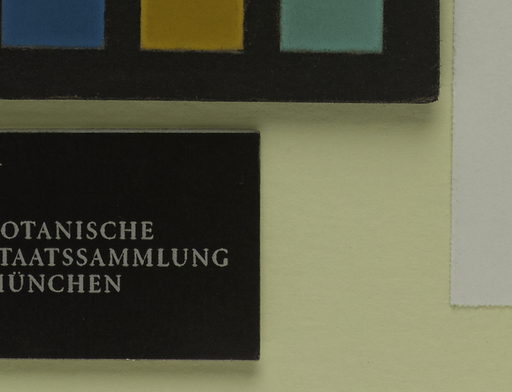 OTANISCHE
TAATSSAMMLUNG
ÜNCHEN